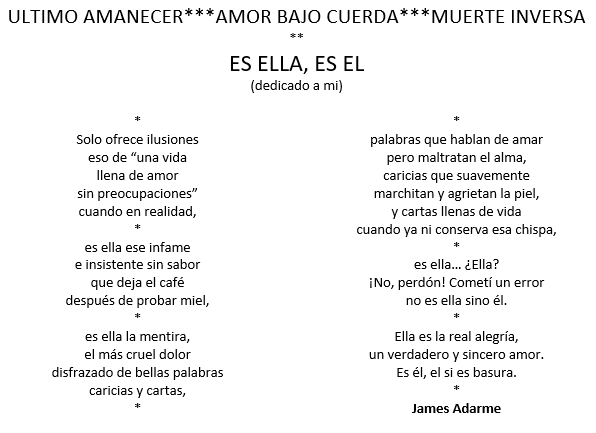 ULTIMO AMANECER***AMOR BAJO CUERDA***MUERTE INVERSA
**
ES ELLA, ES EL
(dedicado a mi)
*
Solo ofrece ilusiones
eso de “una vida
llena de amor
sin preocupaciones”
cuando en realidad,
*
es ella ese infame
e insistente sin sabor
que deja el café
después de probar miel,
*
es ella la mentira,
el más cruel dolor
disfrazado de bellas palabras
caricias y cartas,
*
*
palabras que hablan de amar
pero maltratan el alma,
caricias que suavemente
marchitan y agrietan la piel,
y cartas llenas de vida
cuando ya ni conserva esa chispa,
*
es ella… ¿Ella?
¡No, perdón! Cometí un error
no es ella sino él.
*
Ella es la real alegría,
un verdadero y sincero amor.
Es él, el si es basura.
*
James Adarme